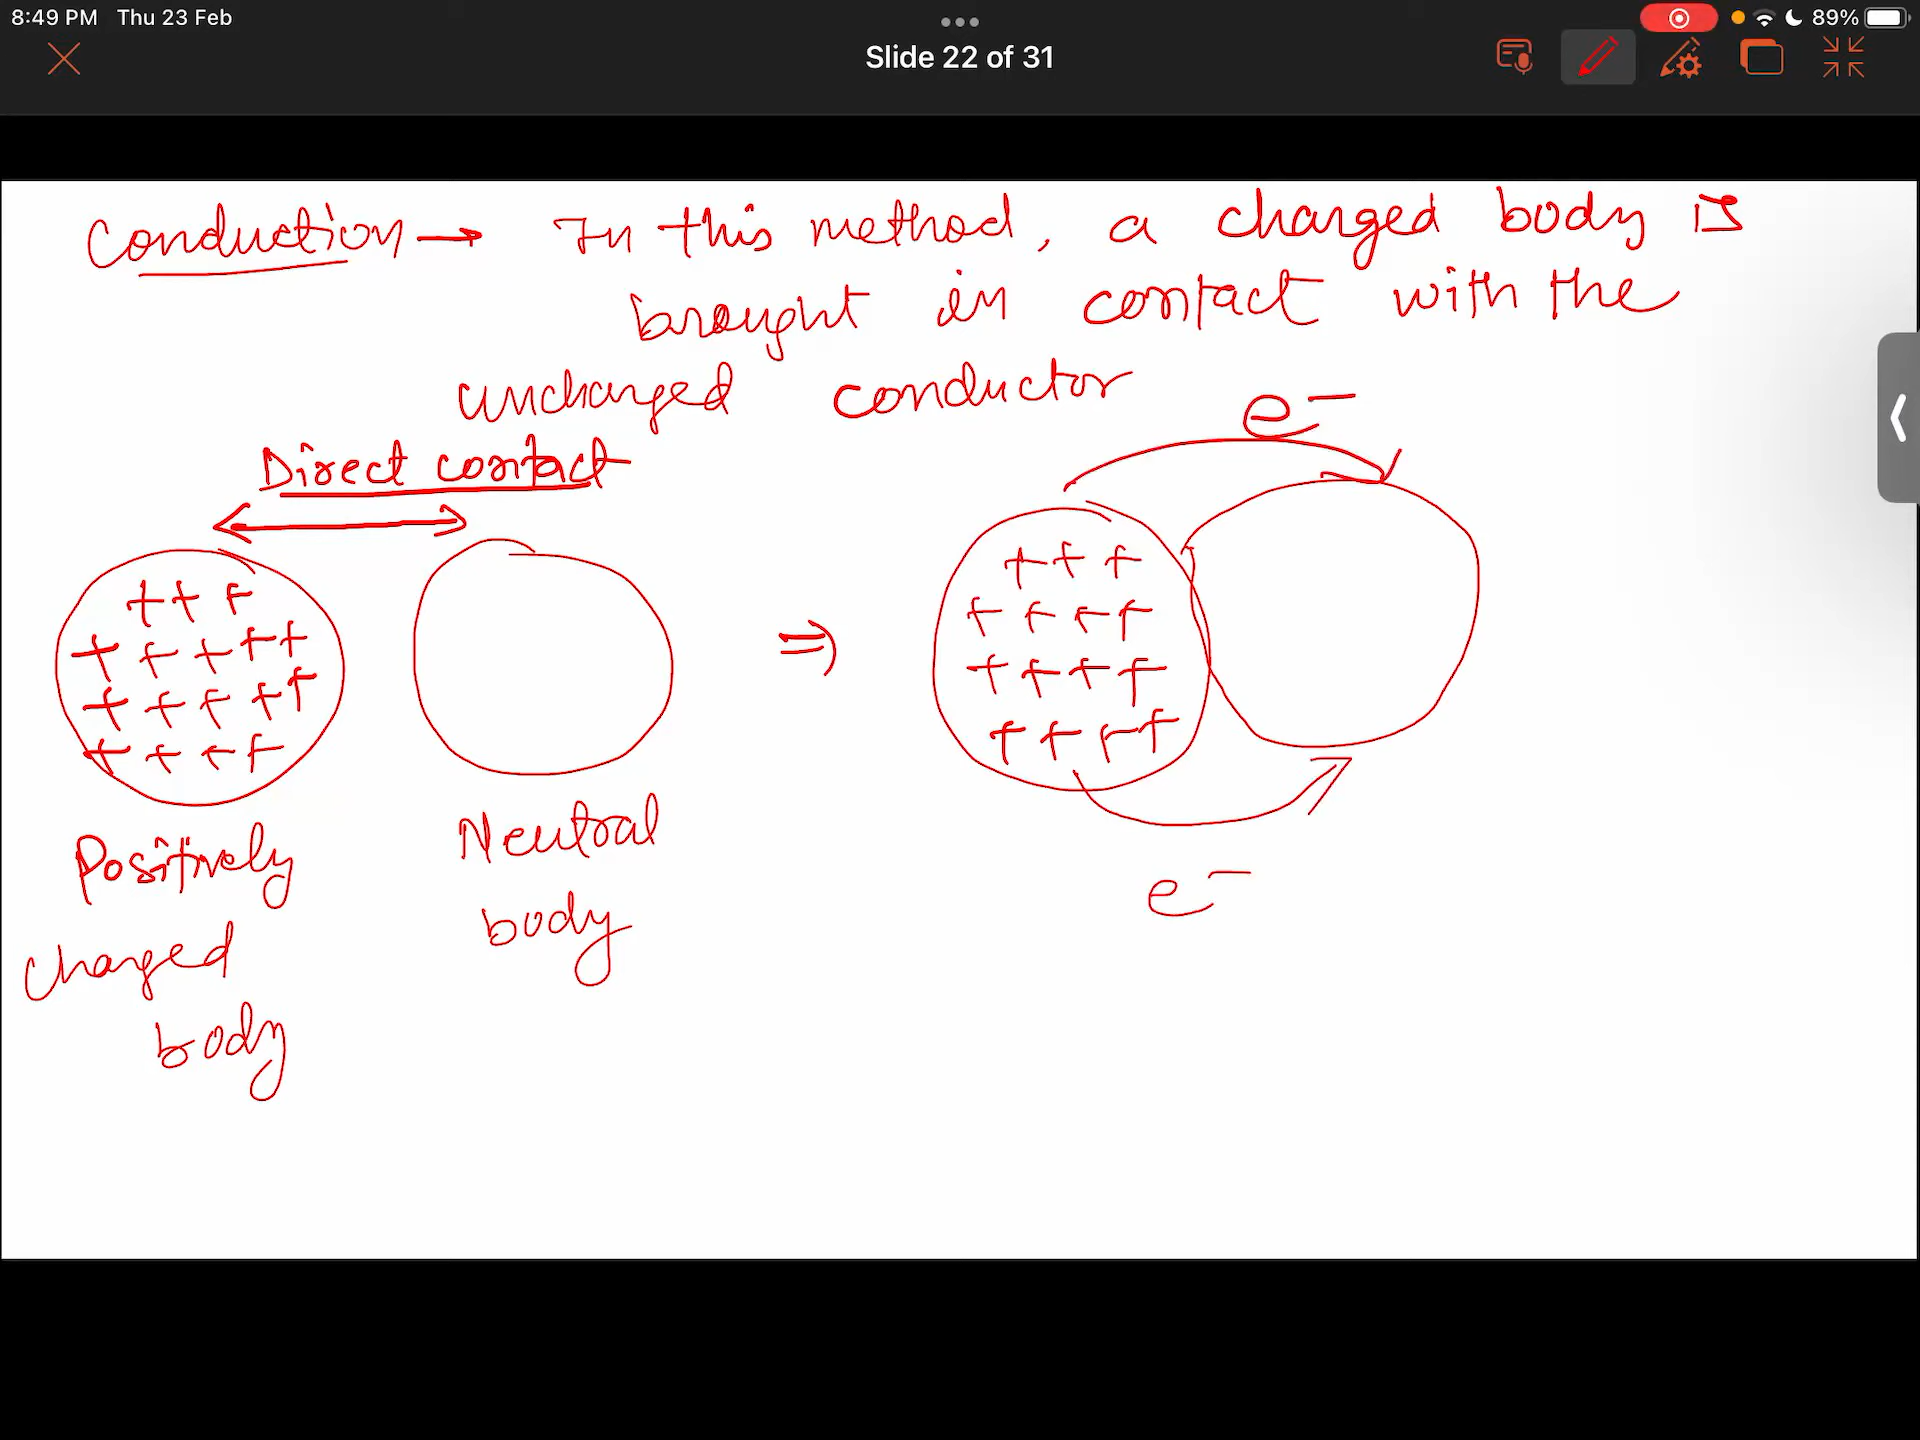 8:49 PM Thu 23 Feb
89%
Slide 22 of 31
Conduction → In this method, a charged body is
brought in contact with the
uncharged conductor
Direct contact
e⁻
+ + +
+ + + + +
+ + + + +
+ + + +
⇒
+ + +
+ + + +
+ + + +
+ + + +
Positively
charged
body
Neutral
body
e⁻